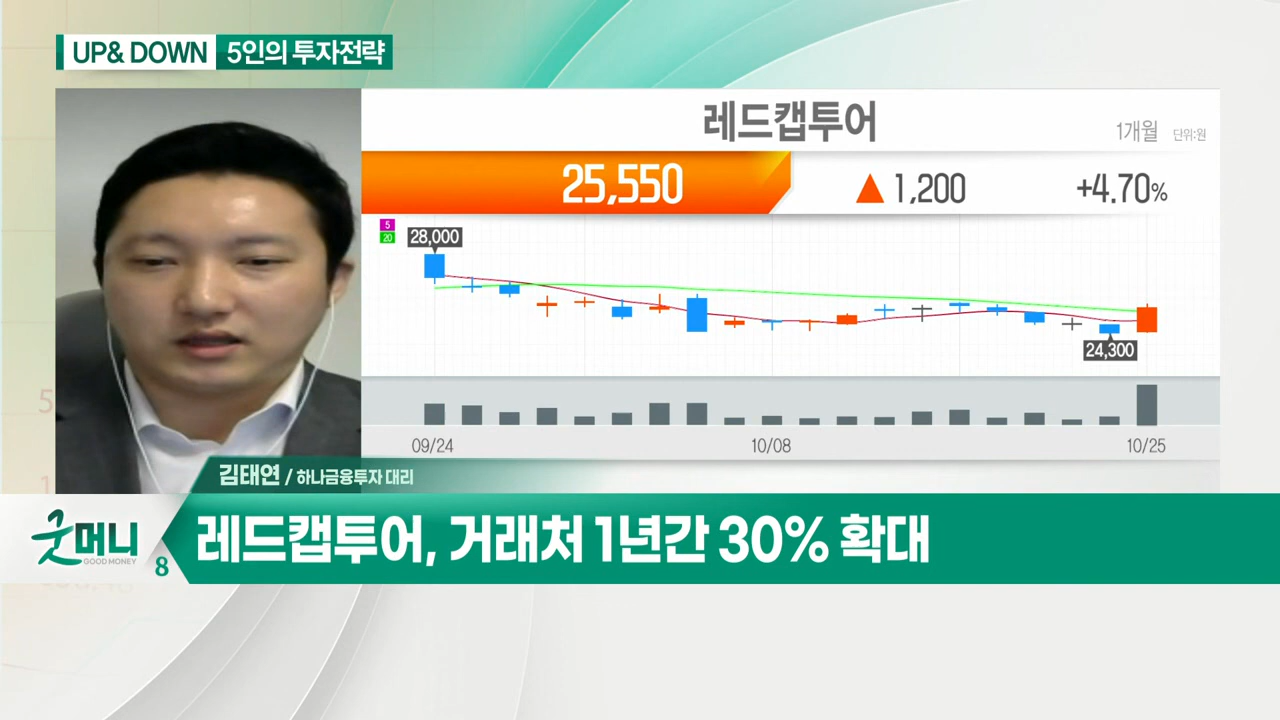 UP& DOWN 5인의 투자전략
레드캡투어
1개월 단위:원
25,550 ▲ 1,200 +4.70%
5
20
28,000
24,300
09/24 10/08 10/25
김태연 / 하나금융투자 대리
굿머니
GOOD MONEY
8
레드캡투어, 거래처 1년간 30% 확대